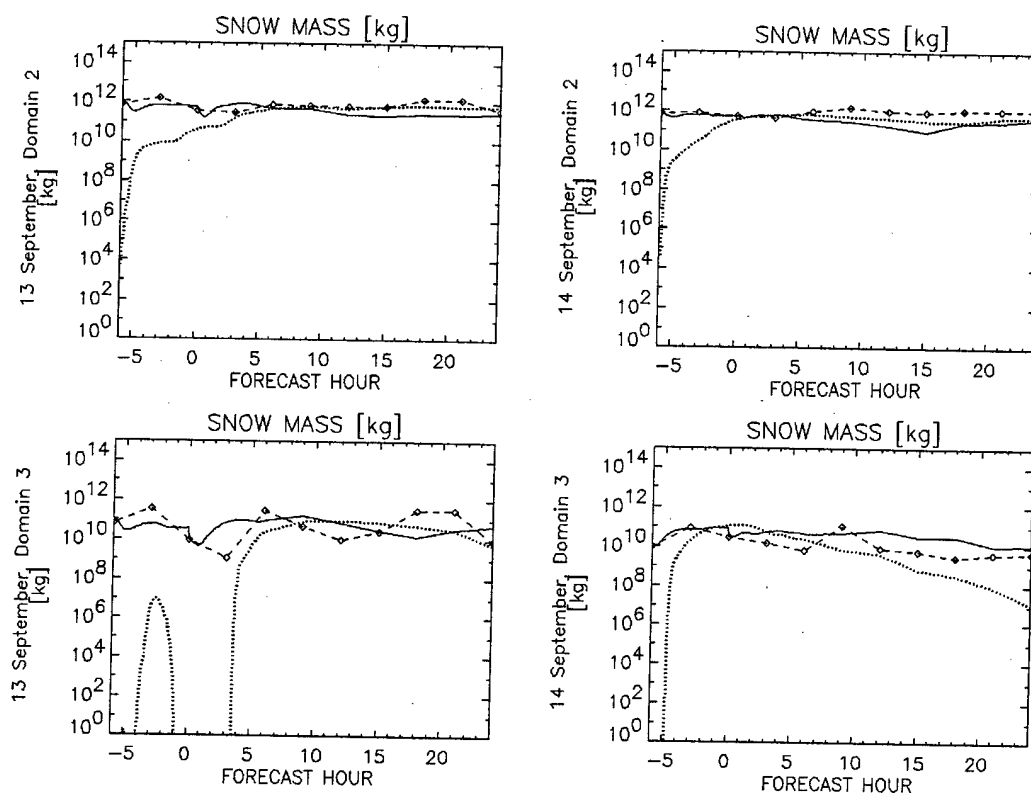 SNOW MASS [kg]
13 September, Domain 2
[kg]
10^14
10^12
10^10
10^8
10^6
10^4
10^2
10^0
-5 0 5 10 15 20
FORECAST HOUR
SNOW MASS [kg]
14 September, Domain 2
[kg]
10^14
10^12
10^10
10^8
10^6
10^4
10^2
10^0
-5 0 5 10 15 20
FORECAST HOUR
SNOW MASS [kg]
13 September, Domain 3
[kg]
10^14
10^12
10^10
10^8
10^6
10^4
10^2
10^0
-5 0 5 10 15 20
FORECAST HOUR
SNOW MASS [kg]
14 September, Domain 3
[kg]
10^14
10^12
10^10
10^8
10^6
10^4
10^2
10^0
-5 0 5 10 15 20
FORECAST HOUR